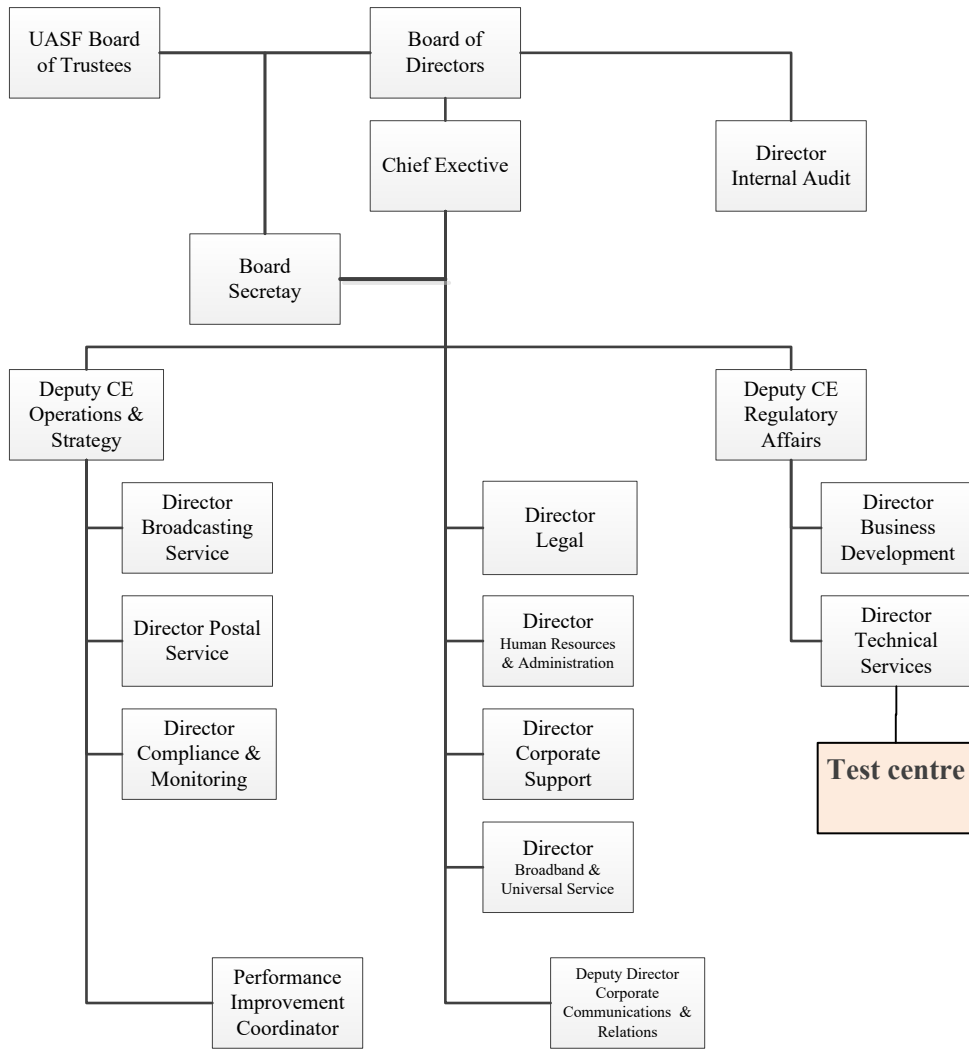 UASF Board
of Trustees
Board of
Directors
Chief Exective
Director
Internal Audit
Board
Secretay
Deputy CE
Operations &
Strategy
Deputy CE
Regulatory
Affairs
Director
Broadcasting
Service
Director
Legal
Director
Business
Development
Director Postal
Service
Director
Human Resources
& Administration
Director
Technical
Services
Director
Compliance &
Monitoring
Director
Corporate
Support
Test centre
Director
Broadband &
Universal Service
Performance
Improvement
Coordinator
Deputy Director
Corporate
Communications &
Relations